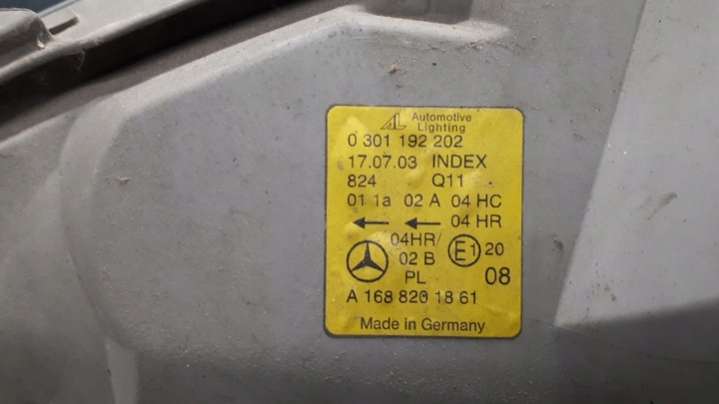 AL Automotive
Lighting
0 301 192 202
17.07.03 INDEX
824 Q11
01 1a 02 A 04 HC
04 HR
04HR/
02 B E1 20
PL 08
A 168 820 18 61
Made in Germany